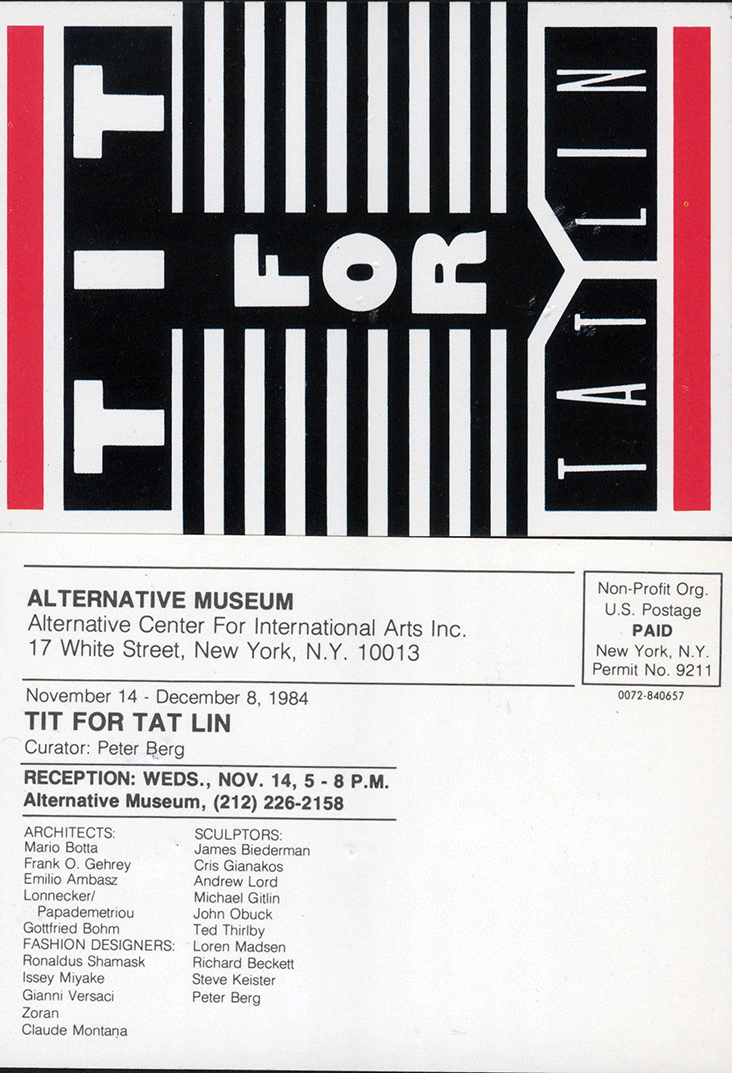 TIT
FOR
TATLIN
ALTERNATIVE MUSEUM
Alternative Center For International Arts Inc.
17 White Street, New York, N.Y. 10013
Non-Profit Org.
U.S. Postage
PAID
New York, N.Y.
Permit No. 9211
0072-840657
November 14 - December 8, 1984
TIT FOR TAT LIN
Curator: Peter Berg
RECEPTION: WEDS., NOV. 14, 5 - 8 P.M.
Alternative Museum, (212) 226-2158
ARCHITECTS:
Mario Botta
Frank O. Gehrey
Emilio Ambasz
Lonnecker/
Papademetriou
Gottfried Bohm
FASHION DESIGNERS:
Ronaldus Shamask
Issey Miyake
Gianni Versaci
Zoran
Claude Montana
SCULPTORS:
James Biederman
Cris Gianakos
Andrew Lord
Michael Gitlin
John Obuck
Ted Thirlby
Loren Madsen
Richard Beckett
Steve Keister
Peter Berg